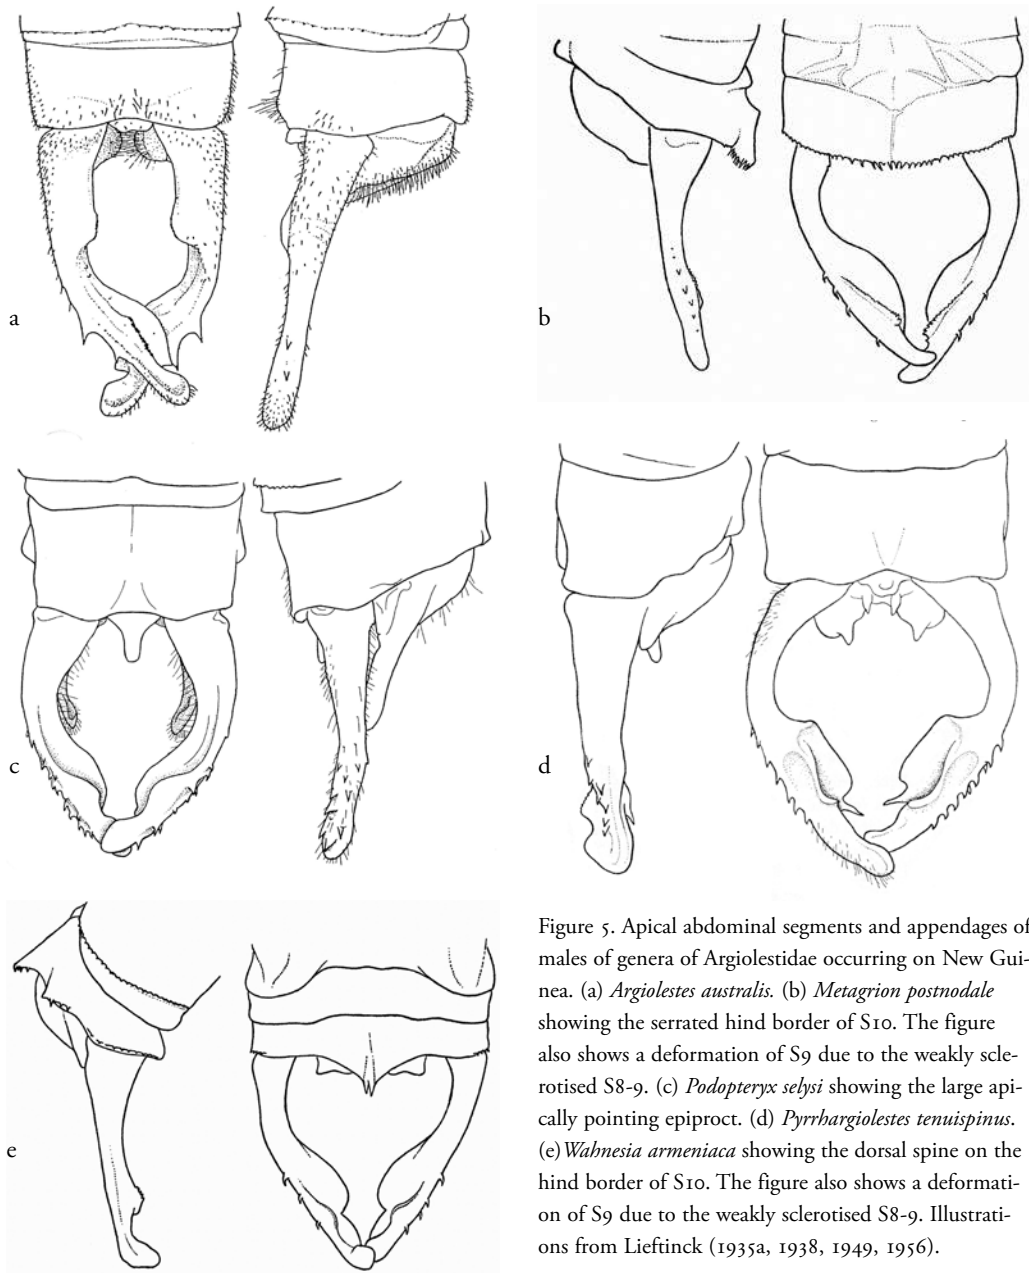 a
b
c
d
e
Figure 5. Apical abdominal segments and appendages of
males of genera of Argiolestidae occurring on New Gui-
nea. (a) Argiolestes australis. (b) Metagrion postnodale
showing the serrated hind border of S10. The figure
also shows a deformation of S9 due to the weakly scle-
rotised S8-9. (c) Podopteryx selysi showing the large api-
cally pointing epiproct. (d) Pyrrhargiolestes tenuispinus.
(e) Wahnesia armeniaca showing the dorsal spine on the
hind border of S10. The figure also shows a deformati-
on of S9 due to the weakly sclerotised S8-9. Illustrati-
ons from Lieftinck (1935a, 1938, 1949, 1956).